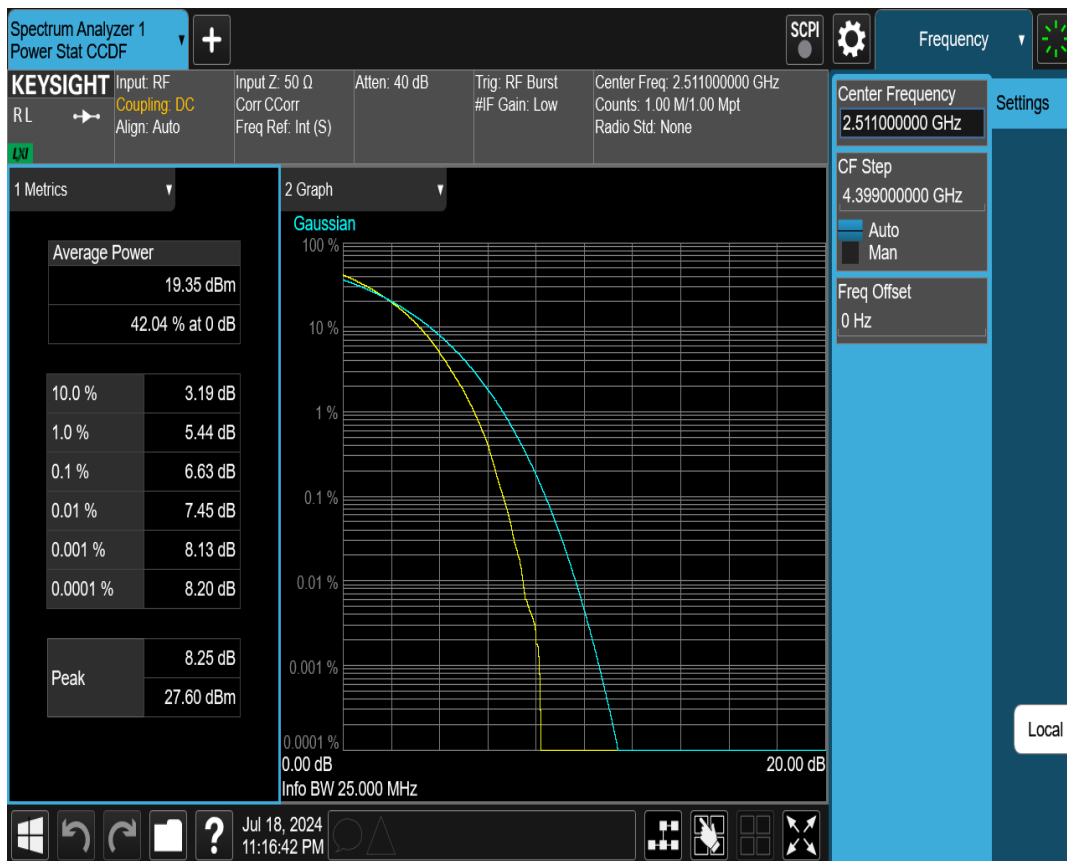 Spectrum Analyzer 1
Power Stat CCDF
SCPI
Frequency
KEYSIGHT
RL
LXI
Input: RF
Coupling: DC
Align: Auto
Input Z: 50 Ω
Corr CCorr
Freq Ref: Int (S)
Atten: 40 dB
Trig: RF Burst
#IF Gain: Low
Center Freq: 2.511000000 GHz
Counts: 1.00 M/1.00 Mpt
Radio Std: None
Center Frequency
2.511000000 GHz
Settings
CF Step
4.399000000 GHz
Auto
Man
Freq Offset
0 Hz
1 Metrics
Average Power
19.35 dBm
42.04 % at 0 dB
10.0 % 3.19 dB
1.0 % 5.44 dB
0.1 % 6.63 dB
0.01 % 7.45 dB
0.001 % 8.13 dB
0.0001 % 8.20 dB
Peak
8.25 dB
27.60 dBm
2 Graph
Gaussian
100 %
10 %
1 %
0.1 %
0.01 %
0.001 %
0.0001 %
0.00 dB
20.00 dB
Info BW 25.000 MHz
Local
?
Jul 18, 2024
11:16:42 PM